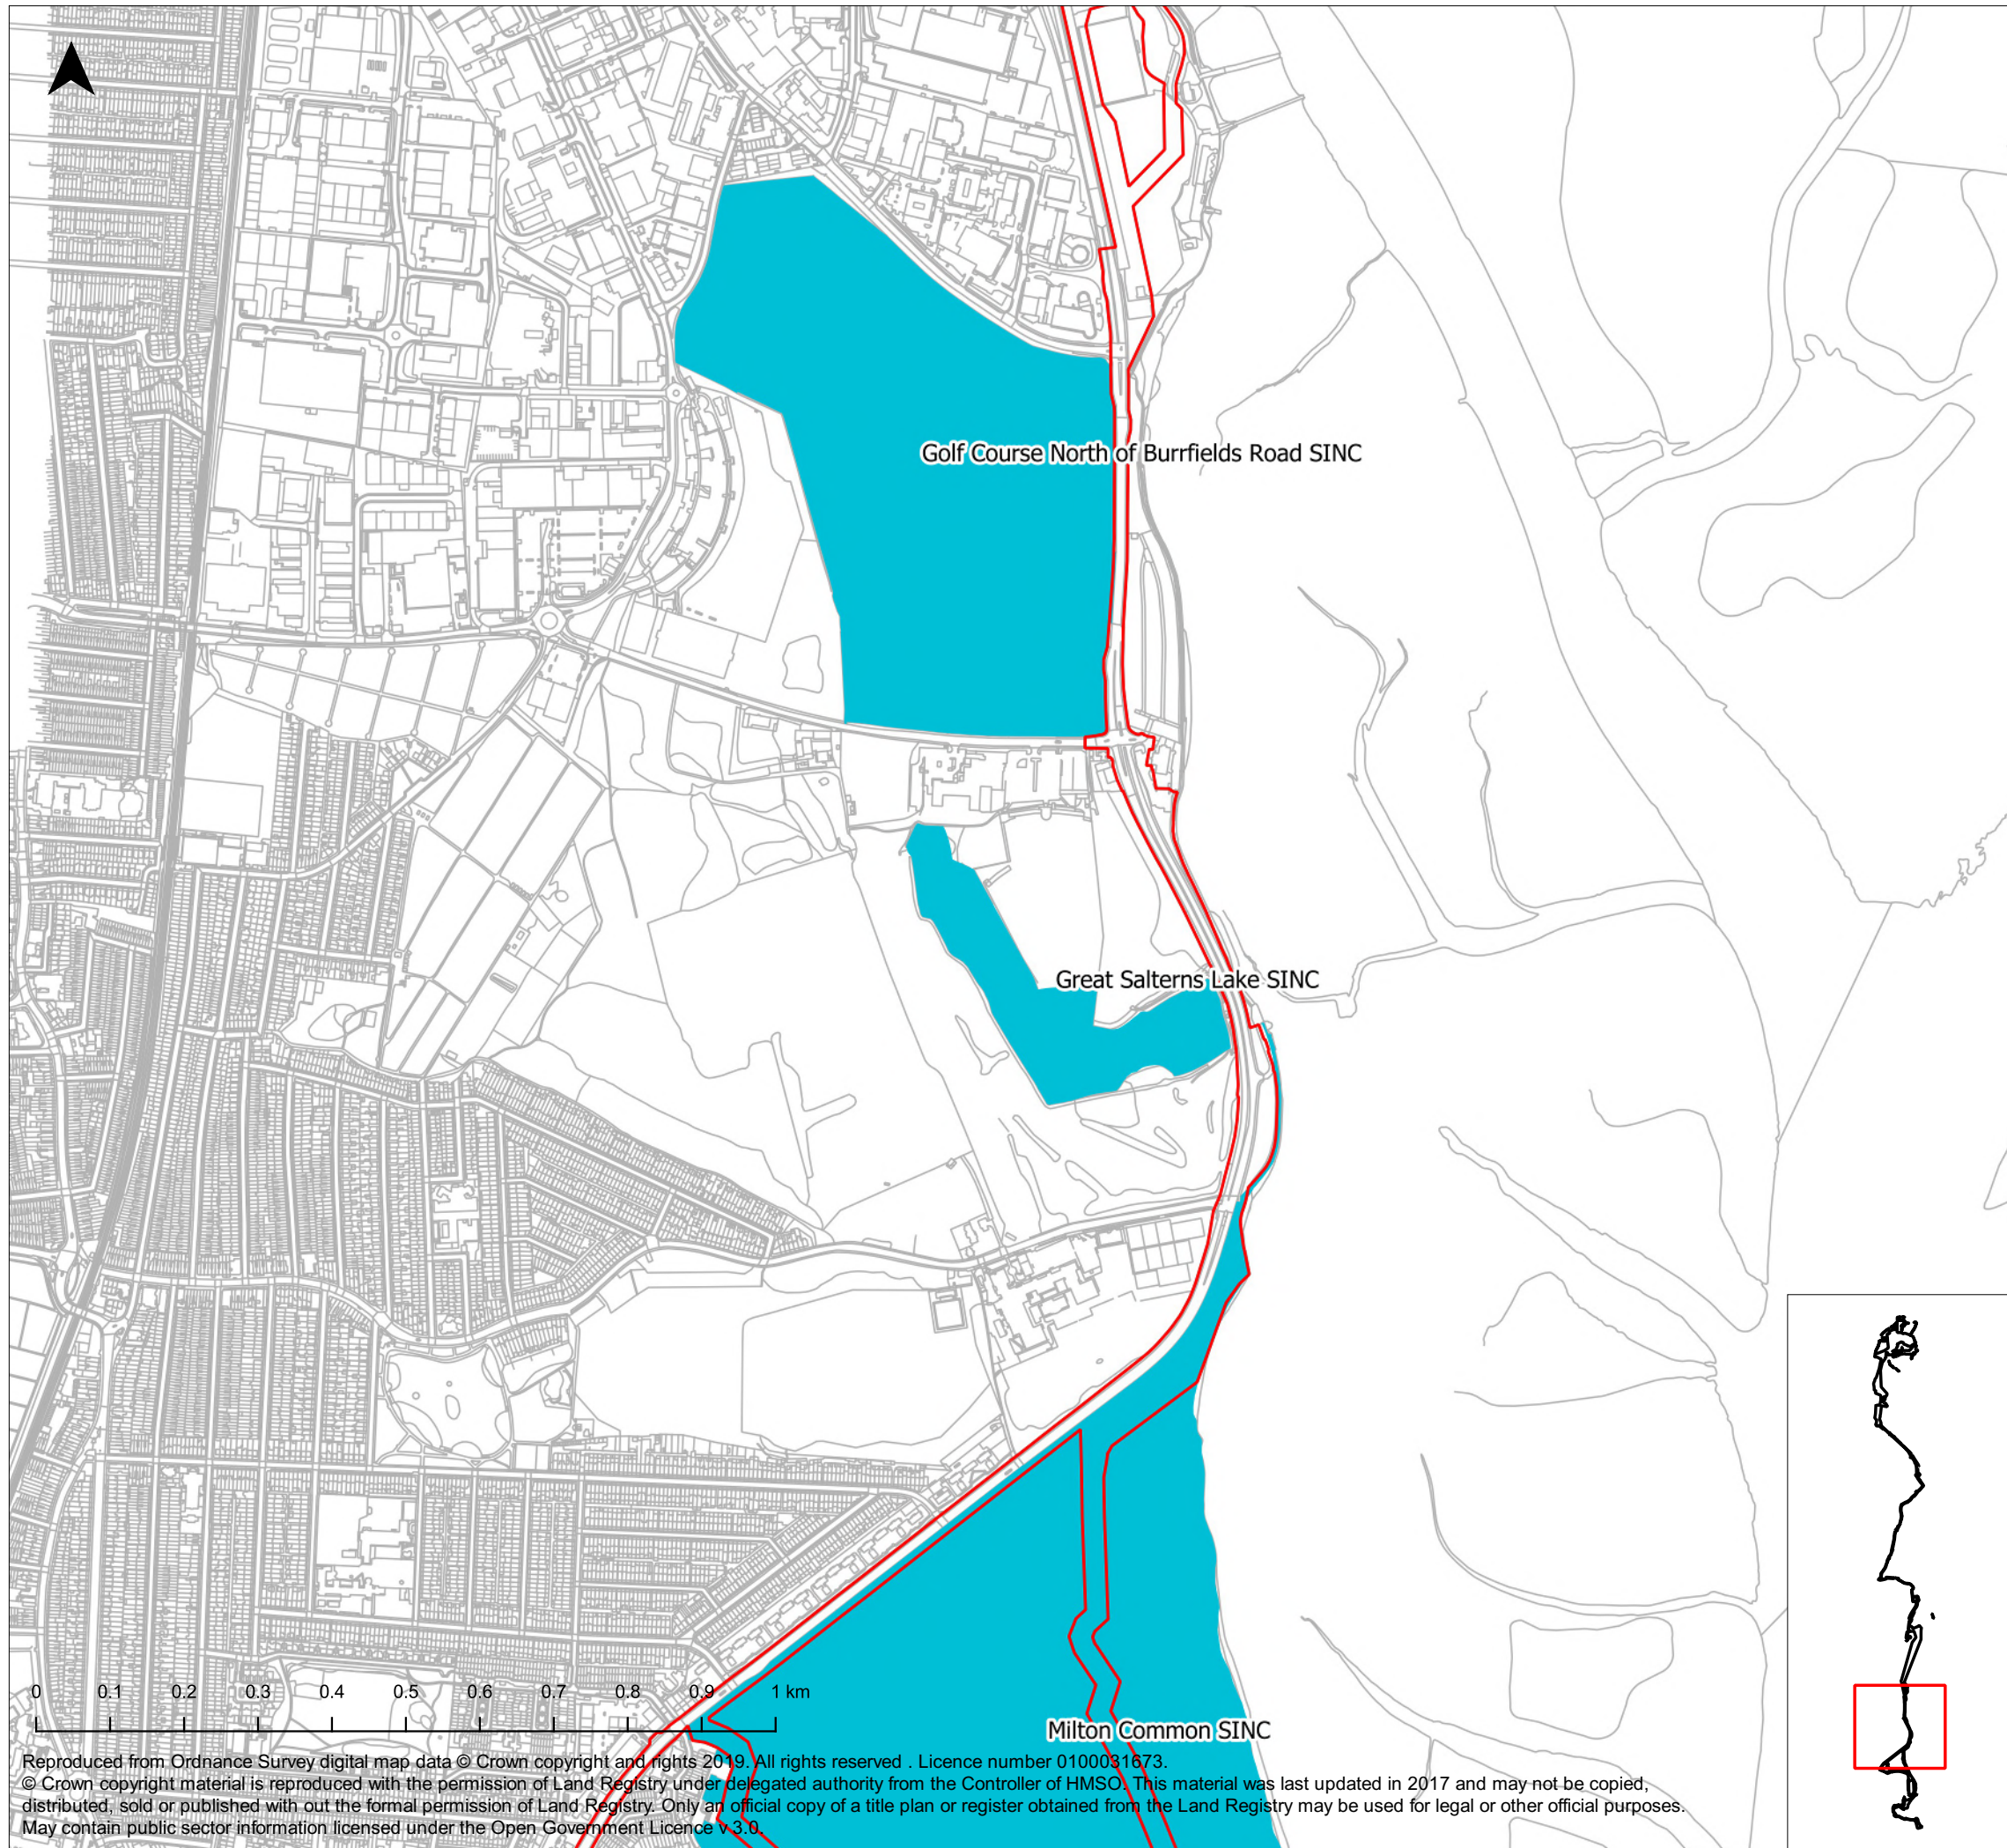 Golf Course North of Burrfields Road SINC
Great Salterns Lake SINC
0 0.1 0.2 0.3 0.4 0.5 0.6 0.7 0.8 0.9 1 km
Milton Common SINC
Reproduced from Ordnance Survey digital map data © Crown copyright and rights 2019. All rights reserved . Licence number 0100031673.
© Crown copyright material is reproduced with the permission of Land Registry under delegated authority from the Controller of HMSO. This material was last updated in 2017 and may not be copied,
distributed, sold or published with out the formal permission of Land Registry. Only an official copy of a title plan or register obtained from the Land Registry may be used for legal or other official purposes.
May contain public sector information licensed under the Open Government Licence v 3.0.